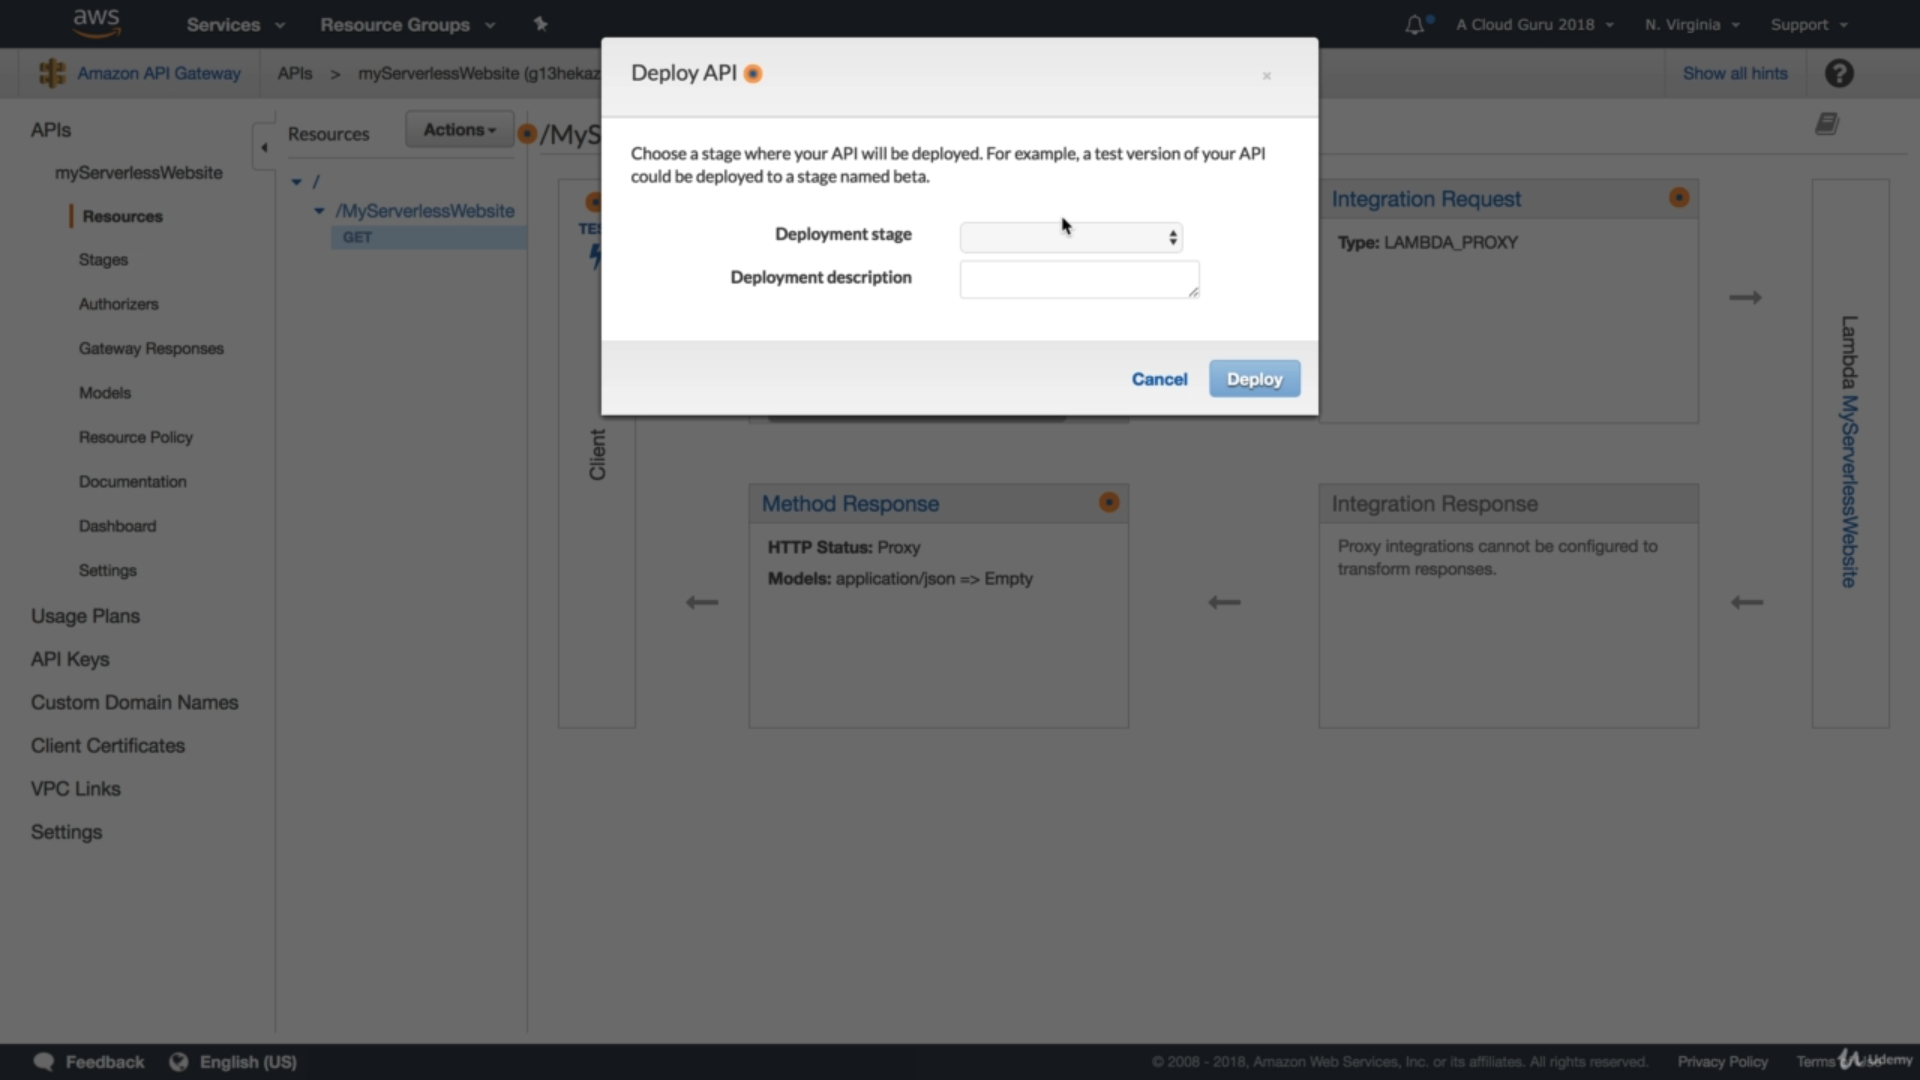 aws
Services
Resource Groups
A Cloud Guru 2018
N. Virginia
Support
Amazon API Gateway
APIs > myServerlessWebsite (g13hekaz
Show all hints
?
Deploy API
×
Choose a stage where your API will be deployed. For example, a test version of your API
could be deployed to a stage named beta.
Deployment stage
Deployment description
Cancel
Deploy
APIs
myServerlessWebsite
Resources
Stages
Authorizers
Gateway Responses
Models
Resource Policy
Documentation
Dashboard
Settings
Usage Plans
API Keys
Custom Domain Names
Client Certificates
VPC Links
Settings
Resources
Actions
/MyS
/
/MyServerlessWebsite
GET
TES
Client
Integration Request
Type: LAMBDA_PROXY
Method Response
HTTP Status: Proxy
Models: application/json => Empty
Integration Response
Proxy integrations cannot be configured to
transform responses.
Lambda MyServerlessWebsite
Feedback
English (US)
© 2008 - 2018, Amazon Web Services, Inc. or its affiliates. All rights reserved.
Privacy Policy
Terms
Udemy